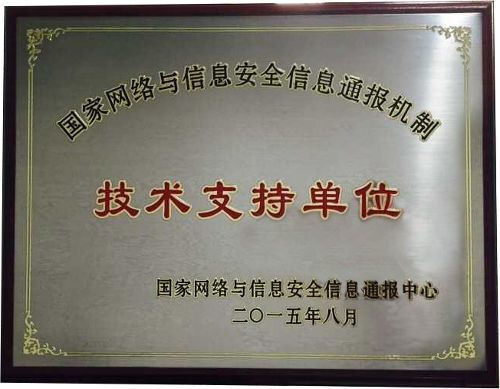 国家网络与信息安全信息通报机制
技术支持单位
国家网络与信息安全信息通报中心
二〇一五年八月